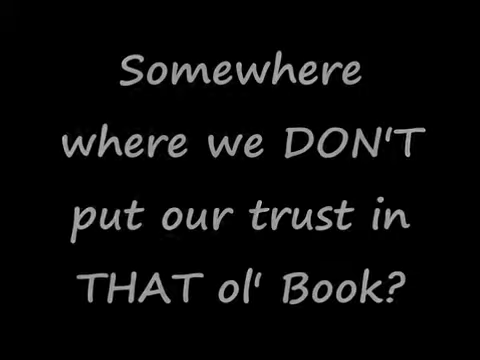 Somewhere
where we DON'T
put our trust in
THAT ol' Book?